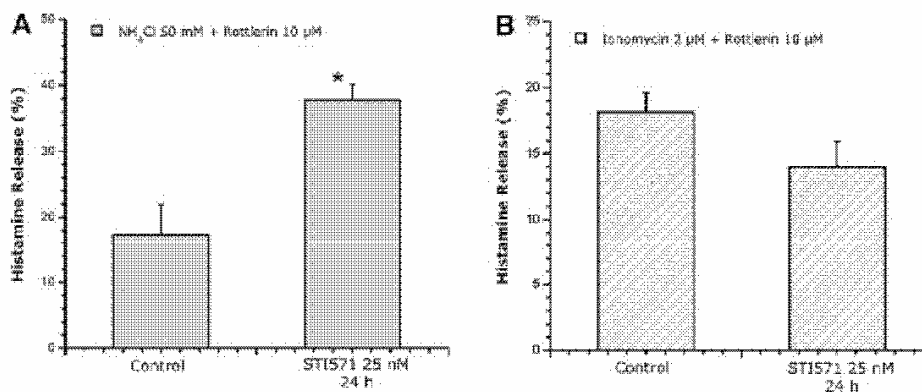 A
NH₄Cl 50 mM + Rottlerin 10 µM
50
40
30
20
10
0
Histamine Release (%)
*
Control
STI571 25 nM
24 h
B
Ionomycin 2 µM + Rottlerin 10 µM
25
20
15
10
5
0
Histamine Release (%)
Control
STI571 25 nM
24 h